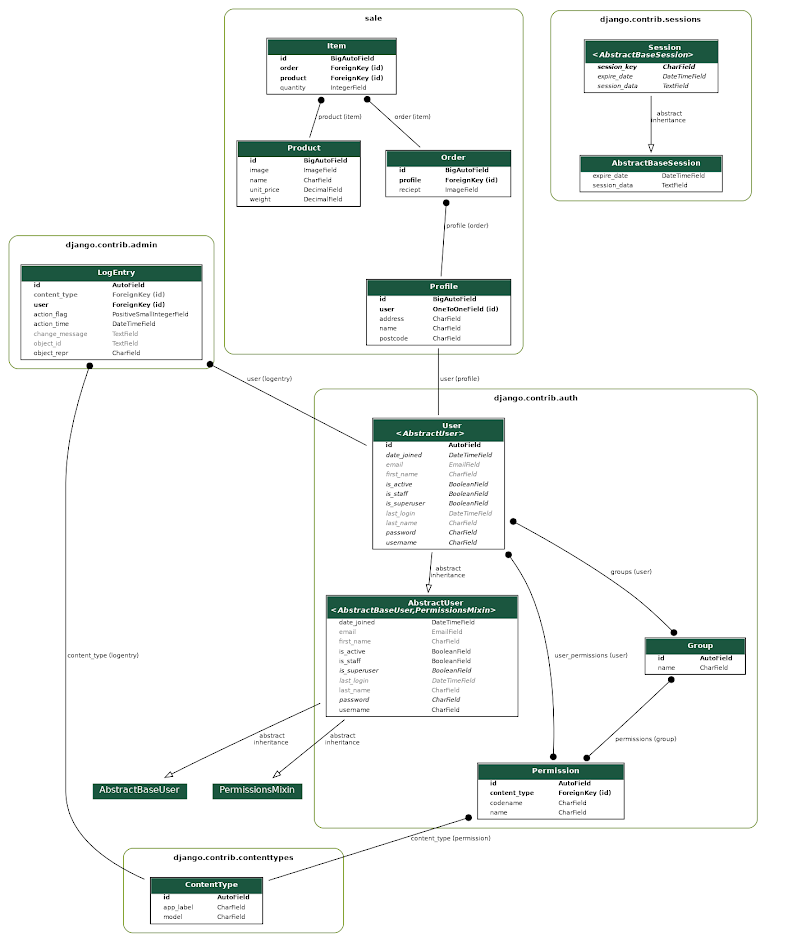 sale
Item
id BigAutoField
order ForeignKey (id)
product ForeignKey (id)
quantity IntegerField
product (item)
order (item)
Product
id BigAutoField
image ImageField
name CharField
unit_price DecimalField
weight DecimalField
Order
id BigAutoField
profile ForeignKey (id)
reciept ImageField
profile (order)
Profile
id BigAutoField
user OneToOneField (id)
address CharField
name CharField
postcode CharField
django.contrib.sessions
Session
<AbstractBaseSession>
session_key CharField
expire_date DateTimeField
session_data TextField
abstract
inheritance
AbstractBaseSession
expire_date DateTimeField
session_data TextField
django.contrib.admin
LogEntry
id AutoField
content_type ForeignKey (id)
user ForeignKey (id)
action_flag PositiveSmallIntegerField
action_time DateTimeField
change_message TextField
object_id TextField
object_repr CharField
user (logentry)
user (profile)
django.contrib.auth
User
<AbstractUser>
id AutoField
date_joined DateTimeField
email EmailField
first_name CharField
is_active BooleanField
is_staff BooleanField
is_superuser BooleanField
last_login DateTimeField
last_name CharField
password CharField
username CharField
abstract
inheritance
groups (user)
AbstractUser
<AbstractBaseUser,PermissionsMixin>
date_joined DateTimeField
email EmailField
first_name CharField
is_active BooleanField
is_staff BooleanField
is_superuser BooleanField
last_login DateTimeField
last_name CharField
password CharField
username CharField
user_permissions (user)
Group
id AutoField
name CharField
content_type (logentry)
abstract
inheritance
abstract
inheritance
permissions (group)
AbstractBaseUser
PermissionsMixin
Permission
id AutoField
content_type ForeignKey (id)
codename CharField
name CharField
content_type (permission)
django.contrib.contenttypes
ContentType
id AutoField
app_label CharField
model CharField